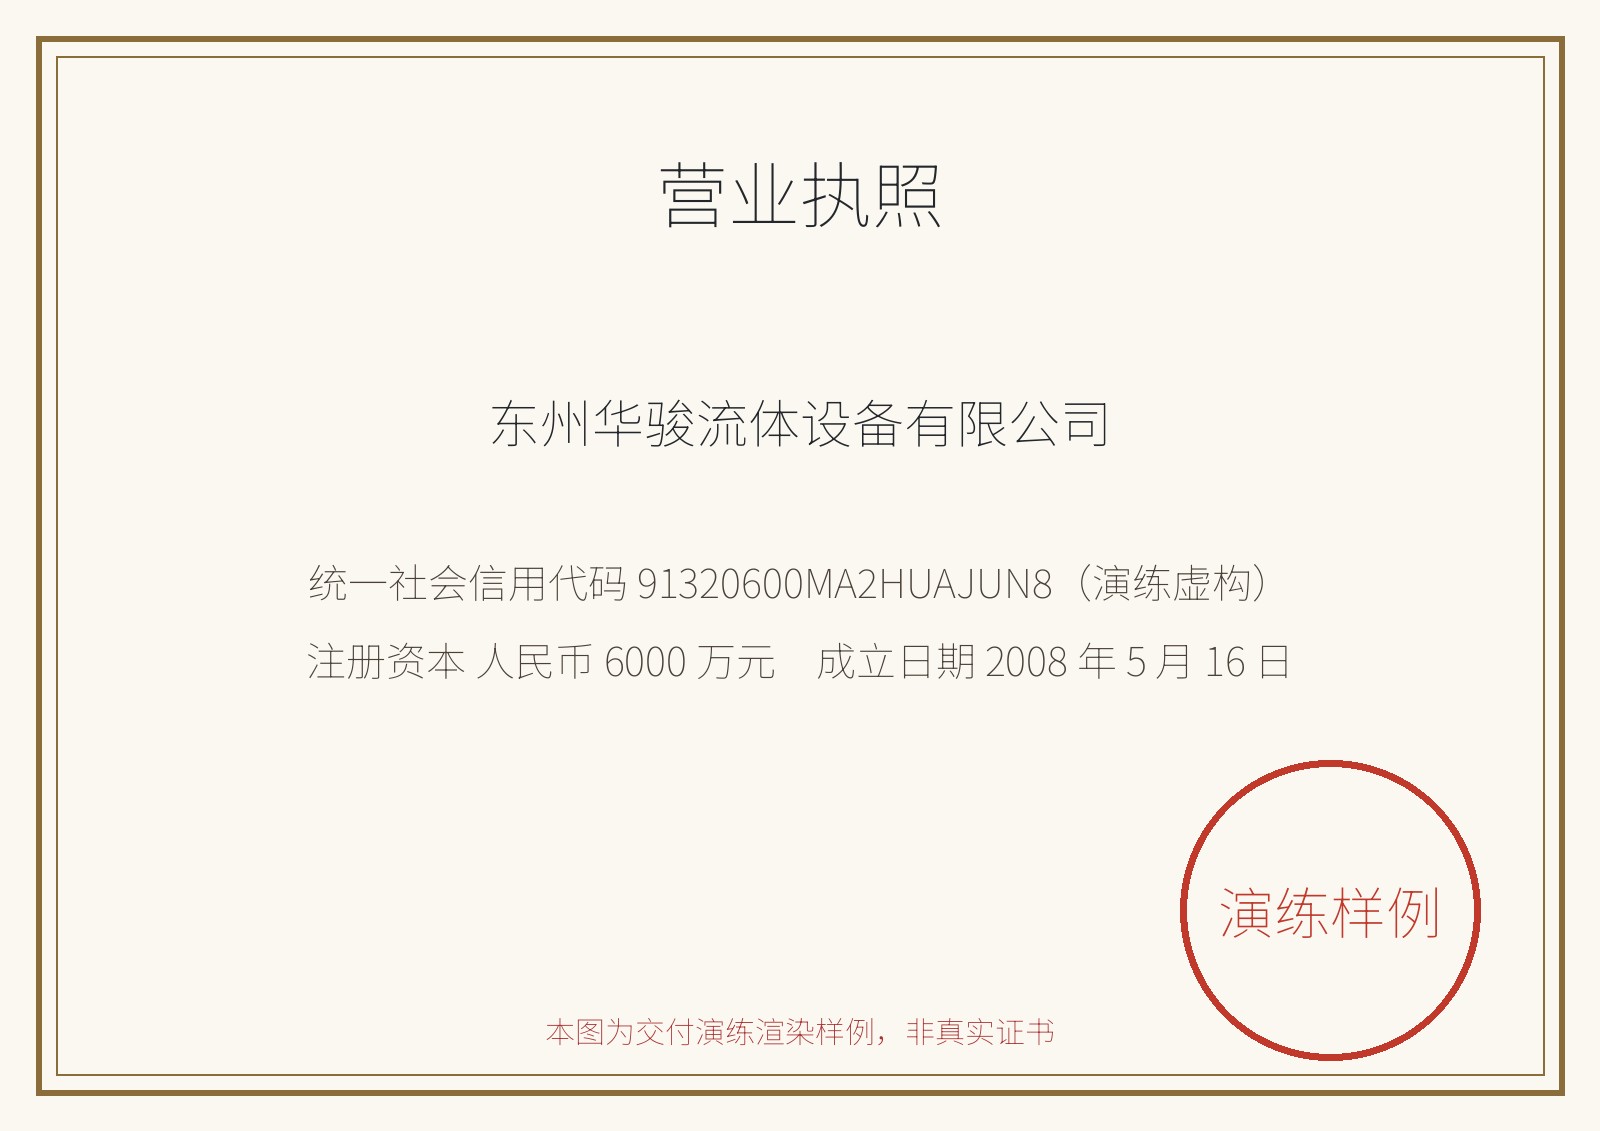 营业执照
东州华骏流体设备有限公司
统一社会信用代码 91320600MA2HUAJUN8（演练虚构）
注册资本 人民币 6000 万元　成立日期 2008 年 5 月 16 日
演练样例
本图为交付演练渲染样例，非真实证书